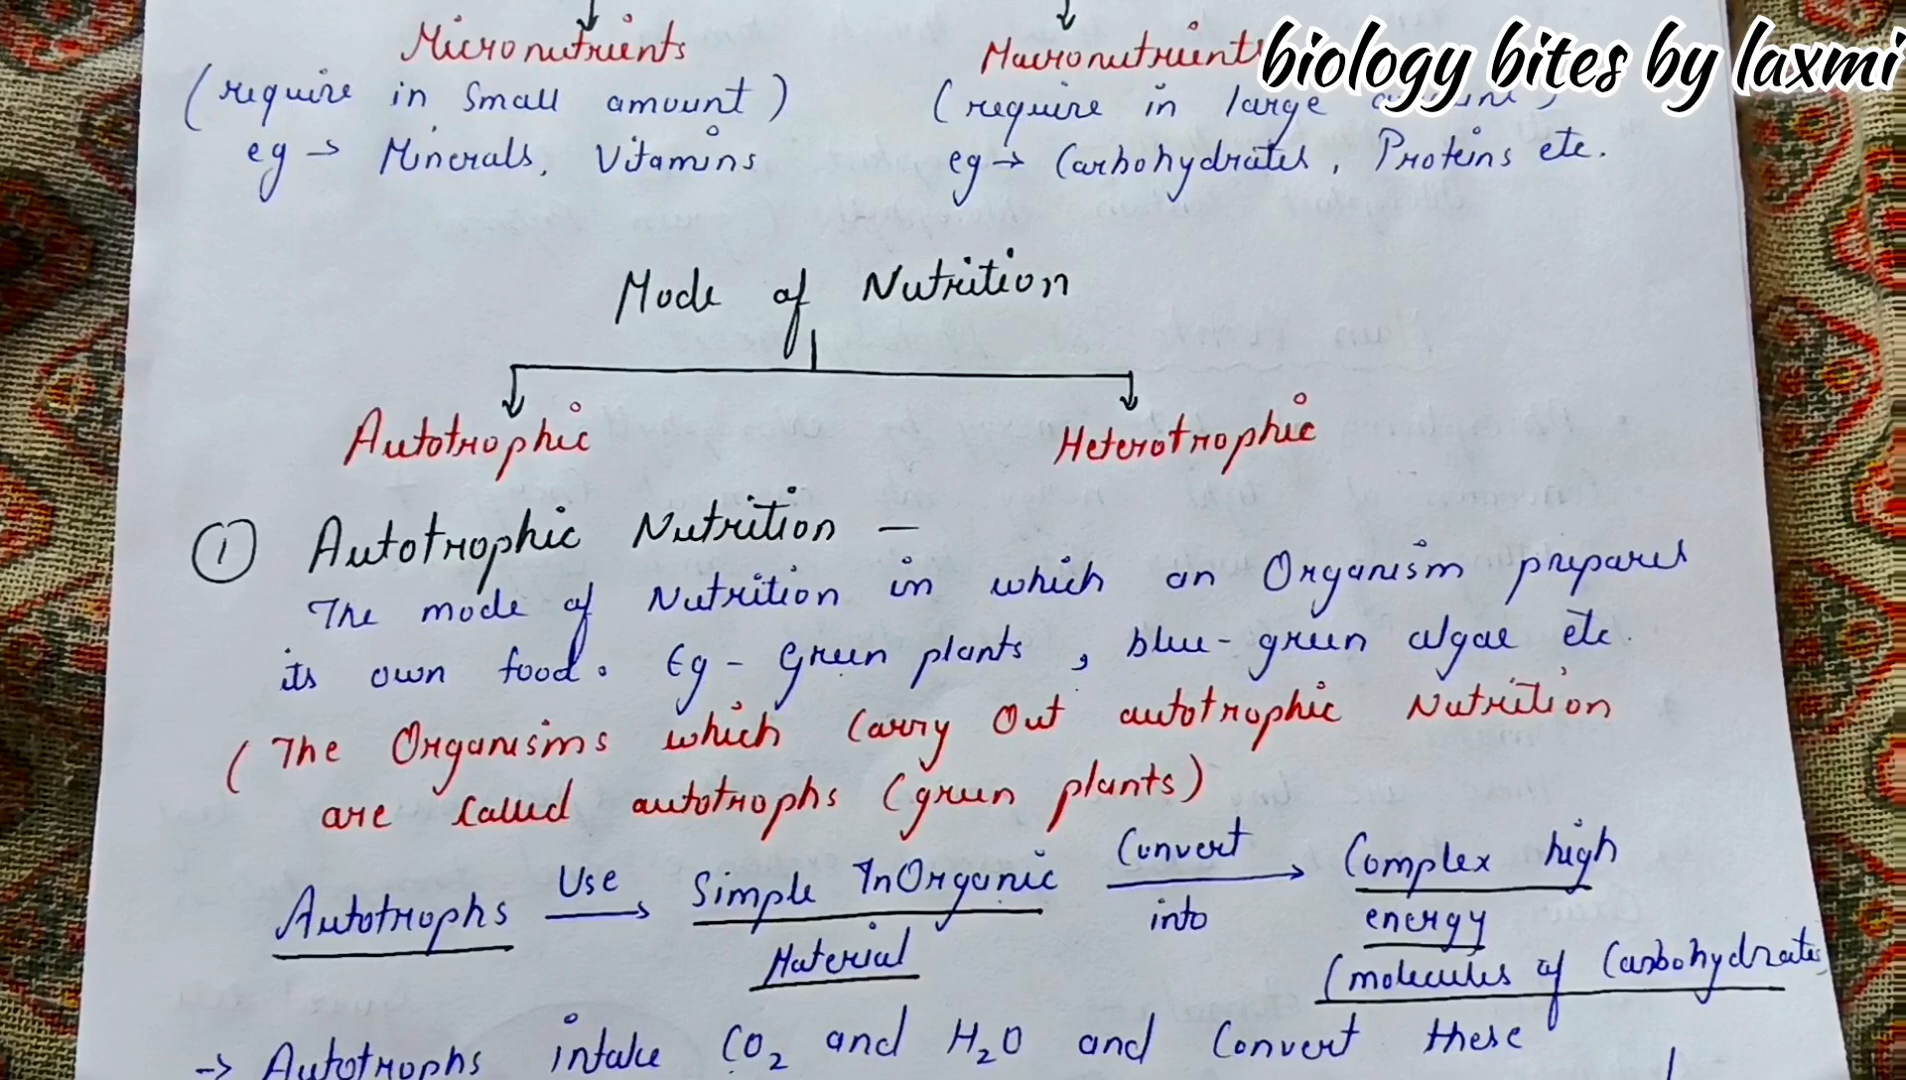 Micronutrients Macronutrients
biology bites by laxmi
(require in small amount) (require in large
eg → Minerals, Vitamins eg → Carbohydrates, Proteins etc.
Mode of Nutrition
Autotrophic Heterotrophic
1 Autotrophic Nutrition —
The mode of Nutrition in which an Organism prepares
its own food. Eg - Green plants, blue-green algae etc.
(The Organisms which Carry Out autotrophic Nutrition
are Called autotrophs (green plants)
Autotrophs Use → Simple InOrganic Convert → Complex high
Material into energy
(molecules of Carbohydrates
→ Autotrophs intake CO₂ and H₂O and Convert these